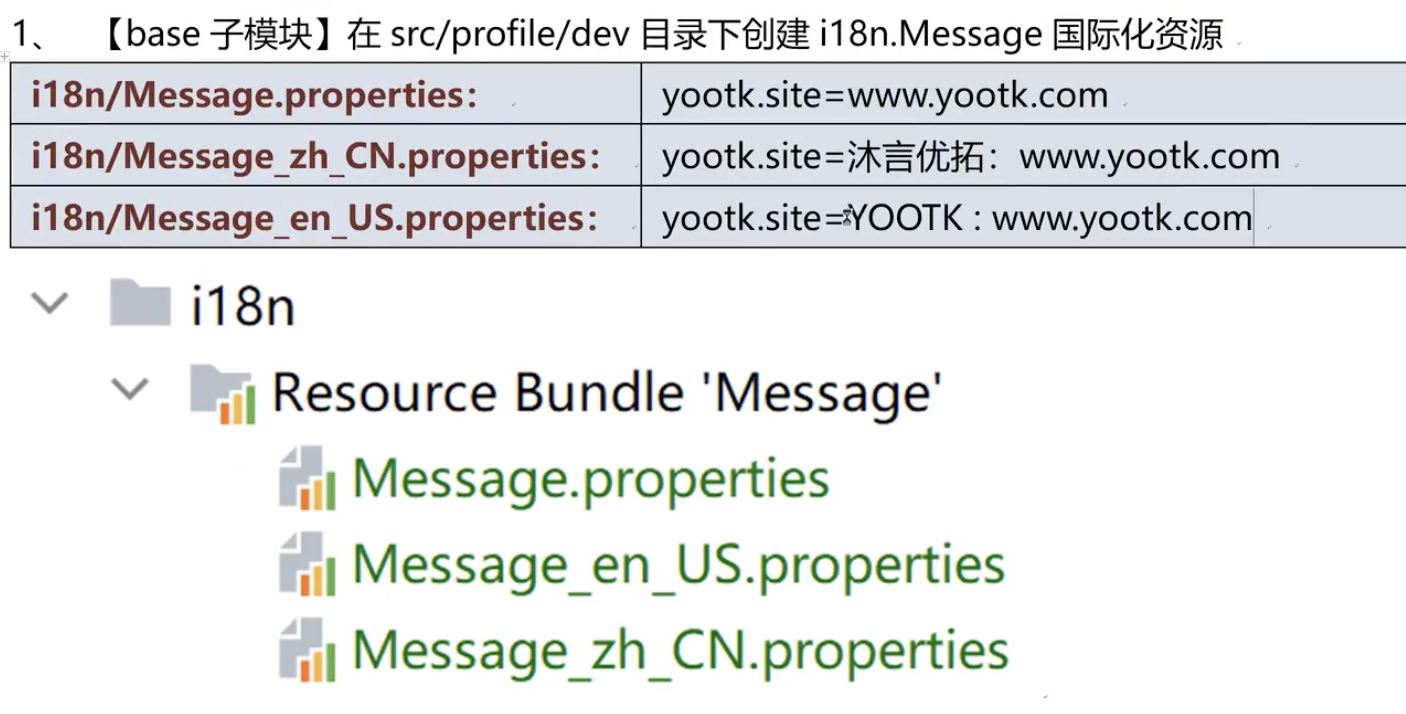 1、 【base 子模块】在 src/profile/dev 目录下创建 i18n.Message 国际化资源
i18n/Message.properties： yootk.site=www.yootk.com
i18n/Message_zh_CN.properties： yootk.site=沐言优拓：www.yootk.com
i18n/Message_en_US.properties： yootk.site=YOOTK : www.yootk.com
i18n
Resource Bundle 'Message'
Message.properties
Message_en_US.properties
Message_zh_CN.properties